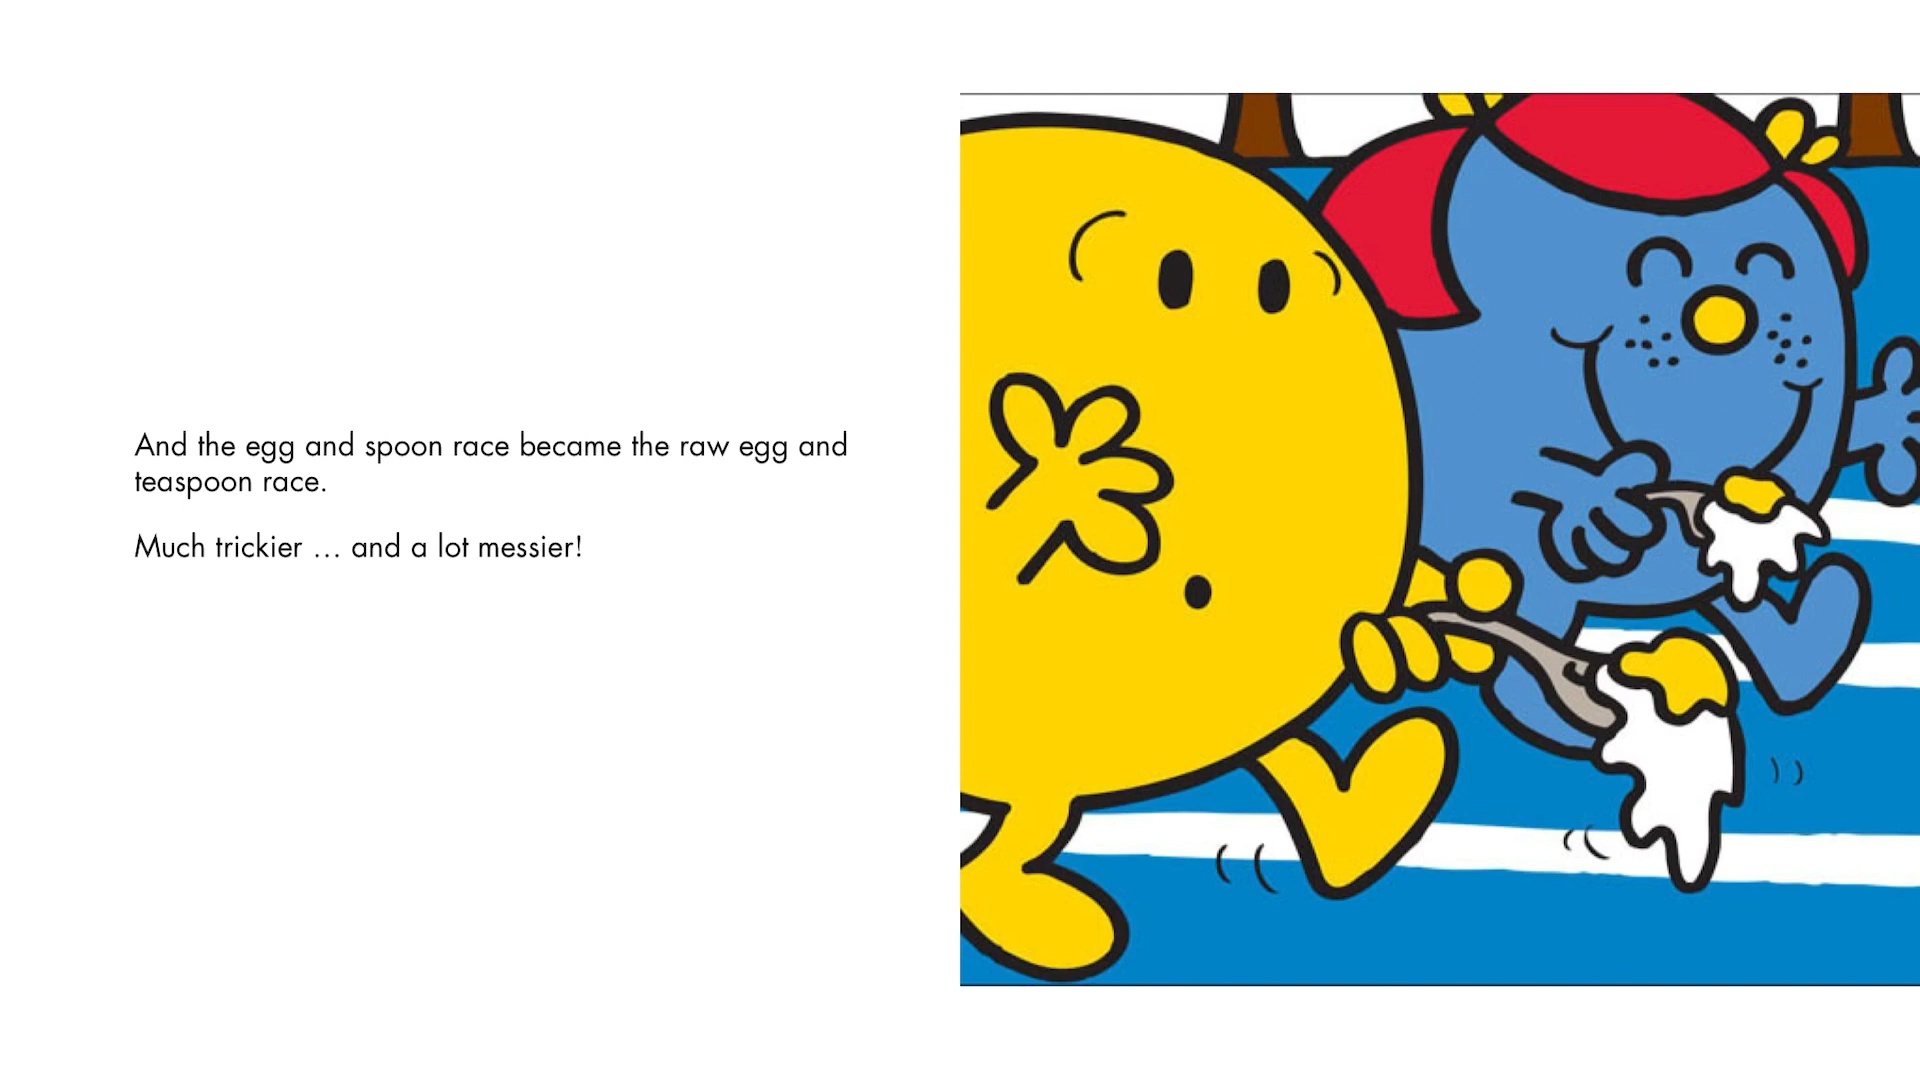 And the egg and spoon race became the raw egg and
teaspoon race.
Much trickier … and a lot messier!